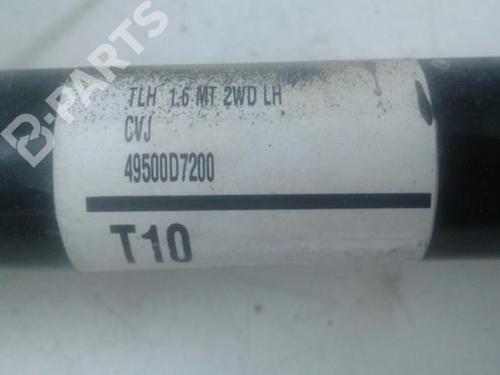 B-PARTS
TLH 1.6 MT 2WD LH
CVJ
49500D7200
T10